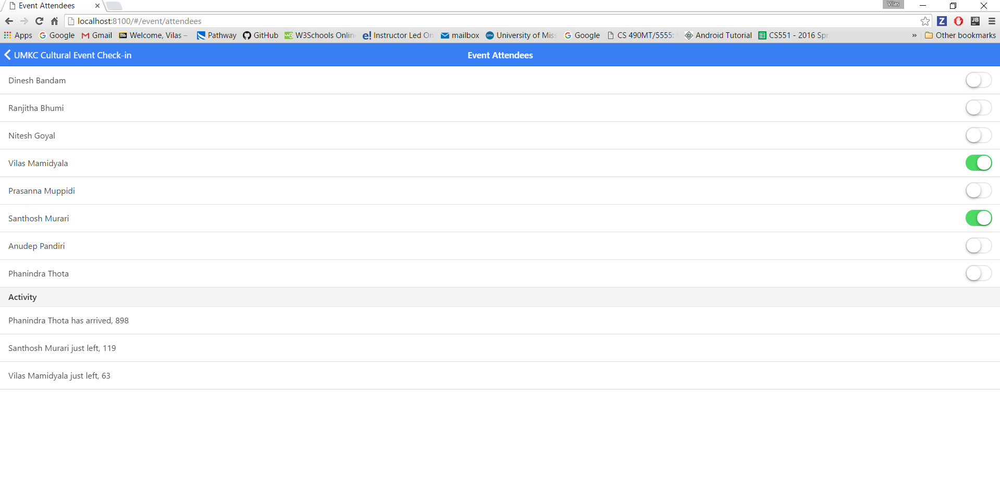 Event Attendees
Vilas
localhost:8100/#/event/attendees
Apps Google Gmail Bb Welcome, Vilas – Pathway GitHub W3Schools Onlin e! Instructor Led On mailbox OTH University of Miss Google CS 490MT/5555: Android Tutorial CS551 - 2016 Spr » Other bookmarks
Z JB
UMKC Cultural Event Check-in Event Attendees
Dinesh Bandam
Ranjitha Bhumi
Nitesh Goyal
Vilas Mamidyala
Prasanna Muppidi
Santhosh Murari
Anudep Pandiri
Phanindra Thota
Activity
Phanindra Thota has arrived, 898
Santhosh Murari just left, 119
Vilas Mamidyala just left, 63